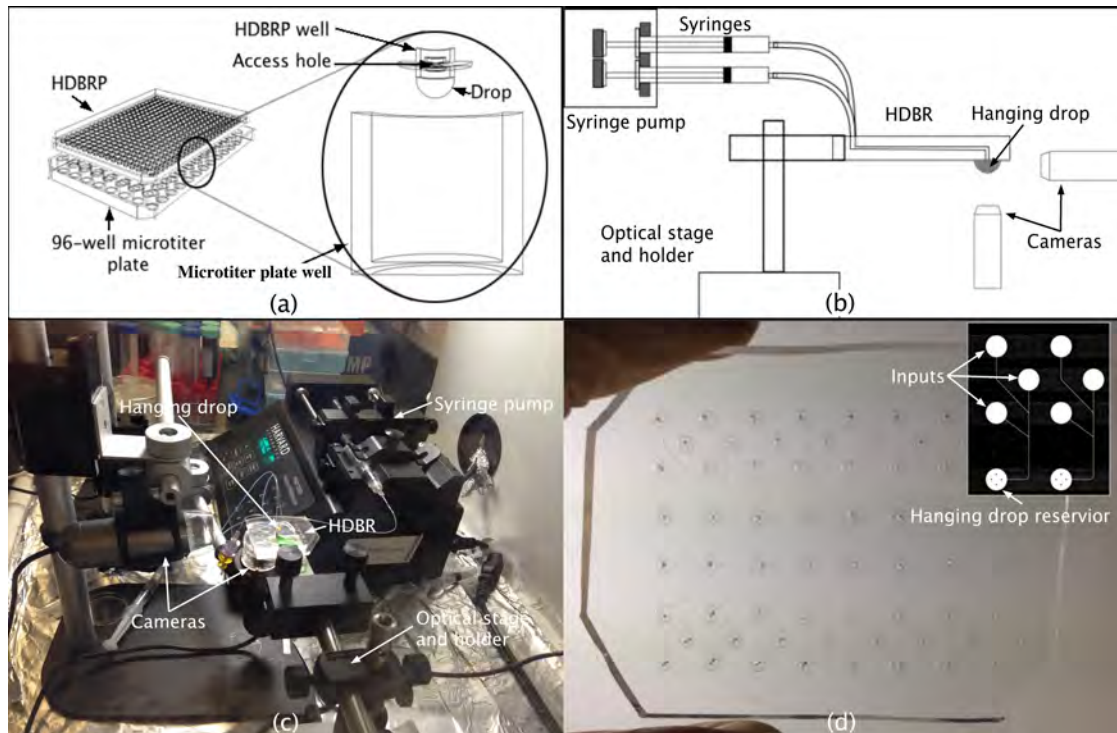 HDBRP well
Access hole
Drop
HDBRP
96-well microtiter
plate
Microtiter plate well
(a)
Syringes
Syringe pump
HDBR
Hanging drop
Optical stage
and holder
Cameras
(b)
Hanging drop
Syringe pump
HARVARD
HDBR
Cameras
Optical stage
and holder
(c)
Inputs
Hanging drop reservior
(d)